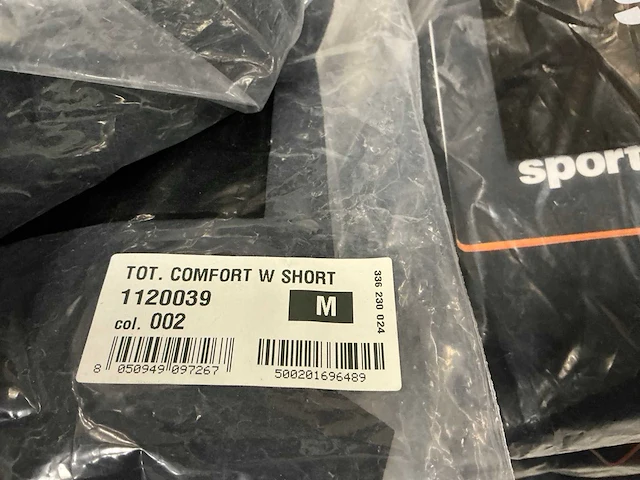 sport
TOT. COMFORT W SHORT
1120039
M
col. 002
336 230 024
8 050949 097267
500201696489